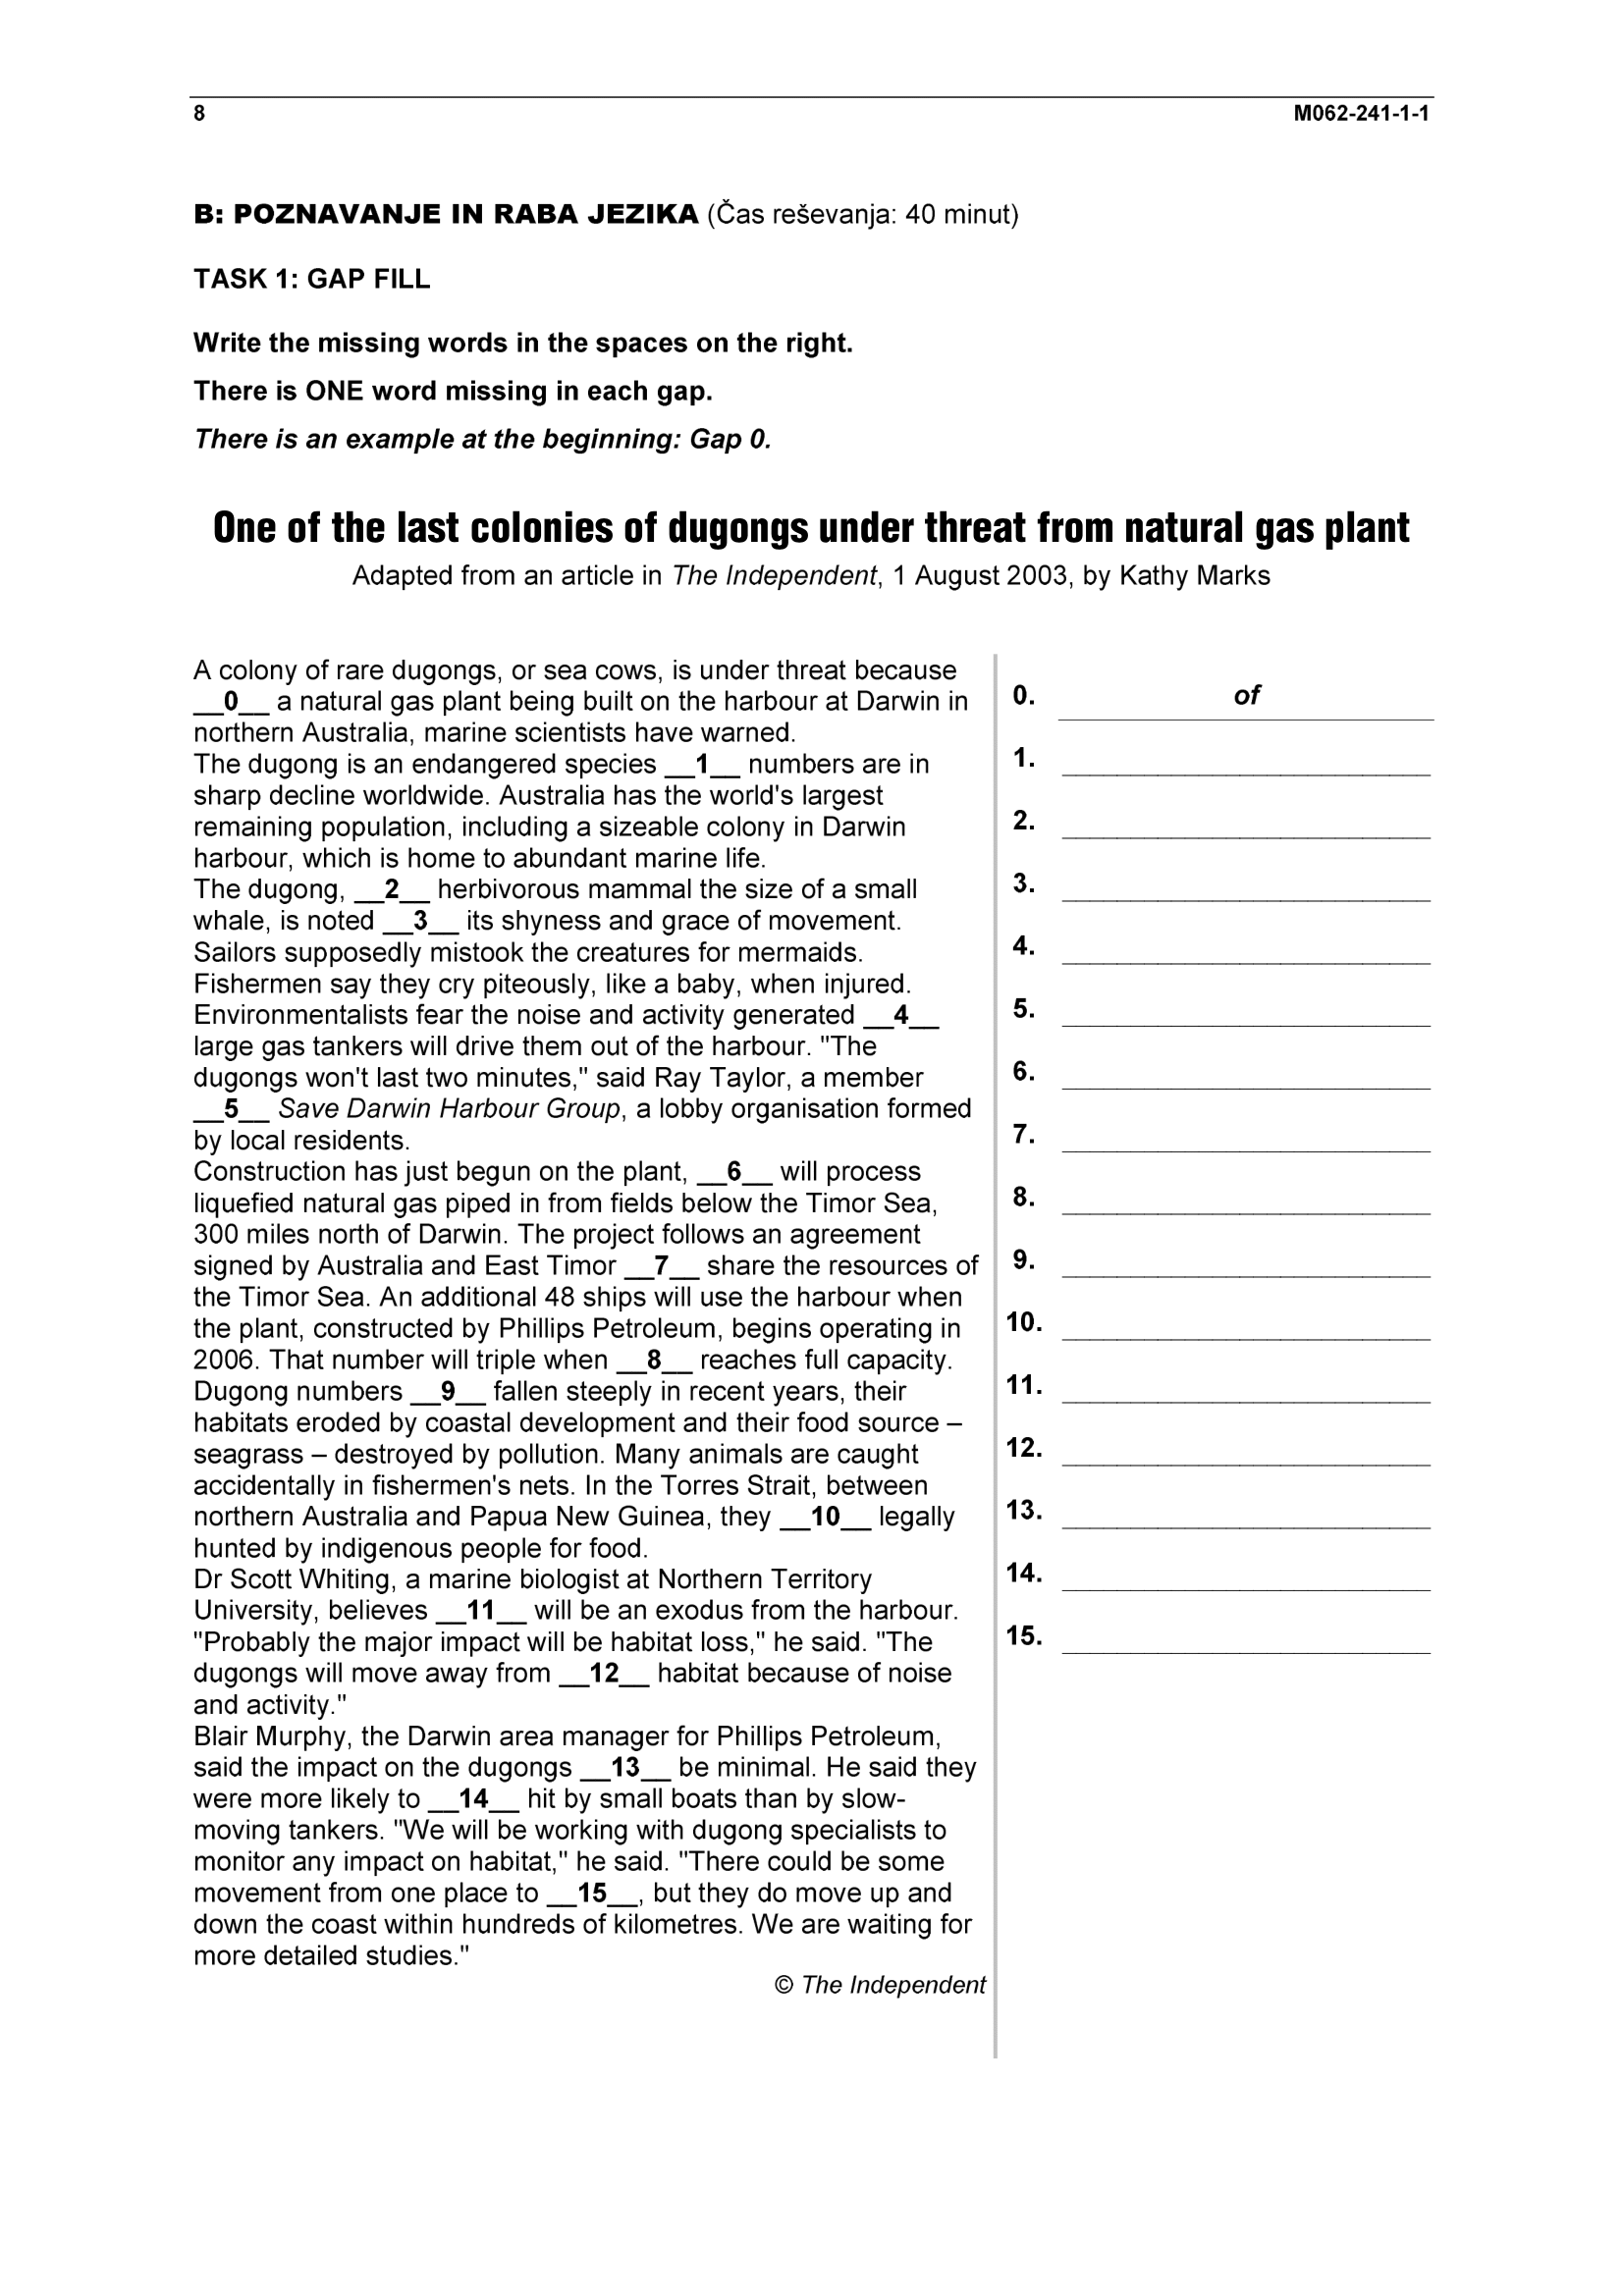 8 M062-241-1-1
B: POZNAVANJE IN RABA JEZIKA (Čas reševanja: 40 minut)
TASK 1: GAP FILL
Write the missing words in the spaces on the right.
There is ONE word missing in each gap.
There is an example at the beginning: Gap 0.
One of the last colonies of dugongs under threat from natural gas plant
Adapted from an article in The Independent, 1 August 2003, by Kathy Marks
A colony of rare dugongs, or sea cows, is under threat because
__0__ a natural gas plant being built on the harbour at Darwin in
northern Australia, marine scientists have warned.
The dugong is an endangered species __1__ numbers are in
sharp decline worldwide. Australia has the world's largest
remaining population, including a sizeable colony in Darwin
harbour, which is home to abundant marine life.
The dugong, __2__ herbivorous mammal the size of a small
whale, is noted __3__ its shyness and grace of movement.
Sailors supposedly mistook the creatures for mermaids.
Fishermen say they cry piteously, like a baby, when injured.
Environmentalists fear the noise and activity generated __4__
large gas tankers will drive them out of the harbour. "The
dugongs won't last two minutes," said Ray Taylor, a member
__5__ Save Darwin Harbour Group, a lobby organisation formed
by local residents.
Construction has just begun on the plant, __6__ will process
liquefied natural gas piped in from fields below the Timor Sea,
300 miles north of Darwin. The project follows an agreement
signed by Australia and East Timor __7__ share the resources of
the Timor Sea. An additional 48 ships will use the harbour when
the plant, constructed by Phillips Petroleum, begins operating in
2006. That number will triple when __8__ reaches full capacity.
Dugong numbers __9__ fallen steeply in recent years, their
habitats eroded by coastal development and their food source –
seagrass – destroyed by pollution. Many animals are caught
accidentally in fishermen's nets. In the Torres Strait, between
northern Australia and Papua New Guinea, they __10__ legally
hunted by indigenous people for food.
Dr Scott Whiting, a marine biologist at Northern Territory
University, believes __11__ will be an exodus from the harbour.
"Probably the major impact will be habitat loss," he said. "The
dugongs will move away from __12__ habitat because of noise
and activity."
Blair Murphy, the Darwin area manager for Phillips Petroleum,
said the impact on the dugongs __13__ be minimal. He said they
were more likely to __14__ hit by small boats than by slow-
moving tankers. "We will be working with dugong specialists to
monitor any impact on habitat," he said. "There could be some
movement from one place to __15__, but they do move up and
down the coast within hundreds of kilometres. We are waiting for
more detailed studies."
© The Independent
0. of
1.
2.
3.
4.
5.
6.
7.
8.
9.
10.
11.
12.
13.
14.
15.